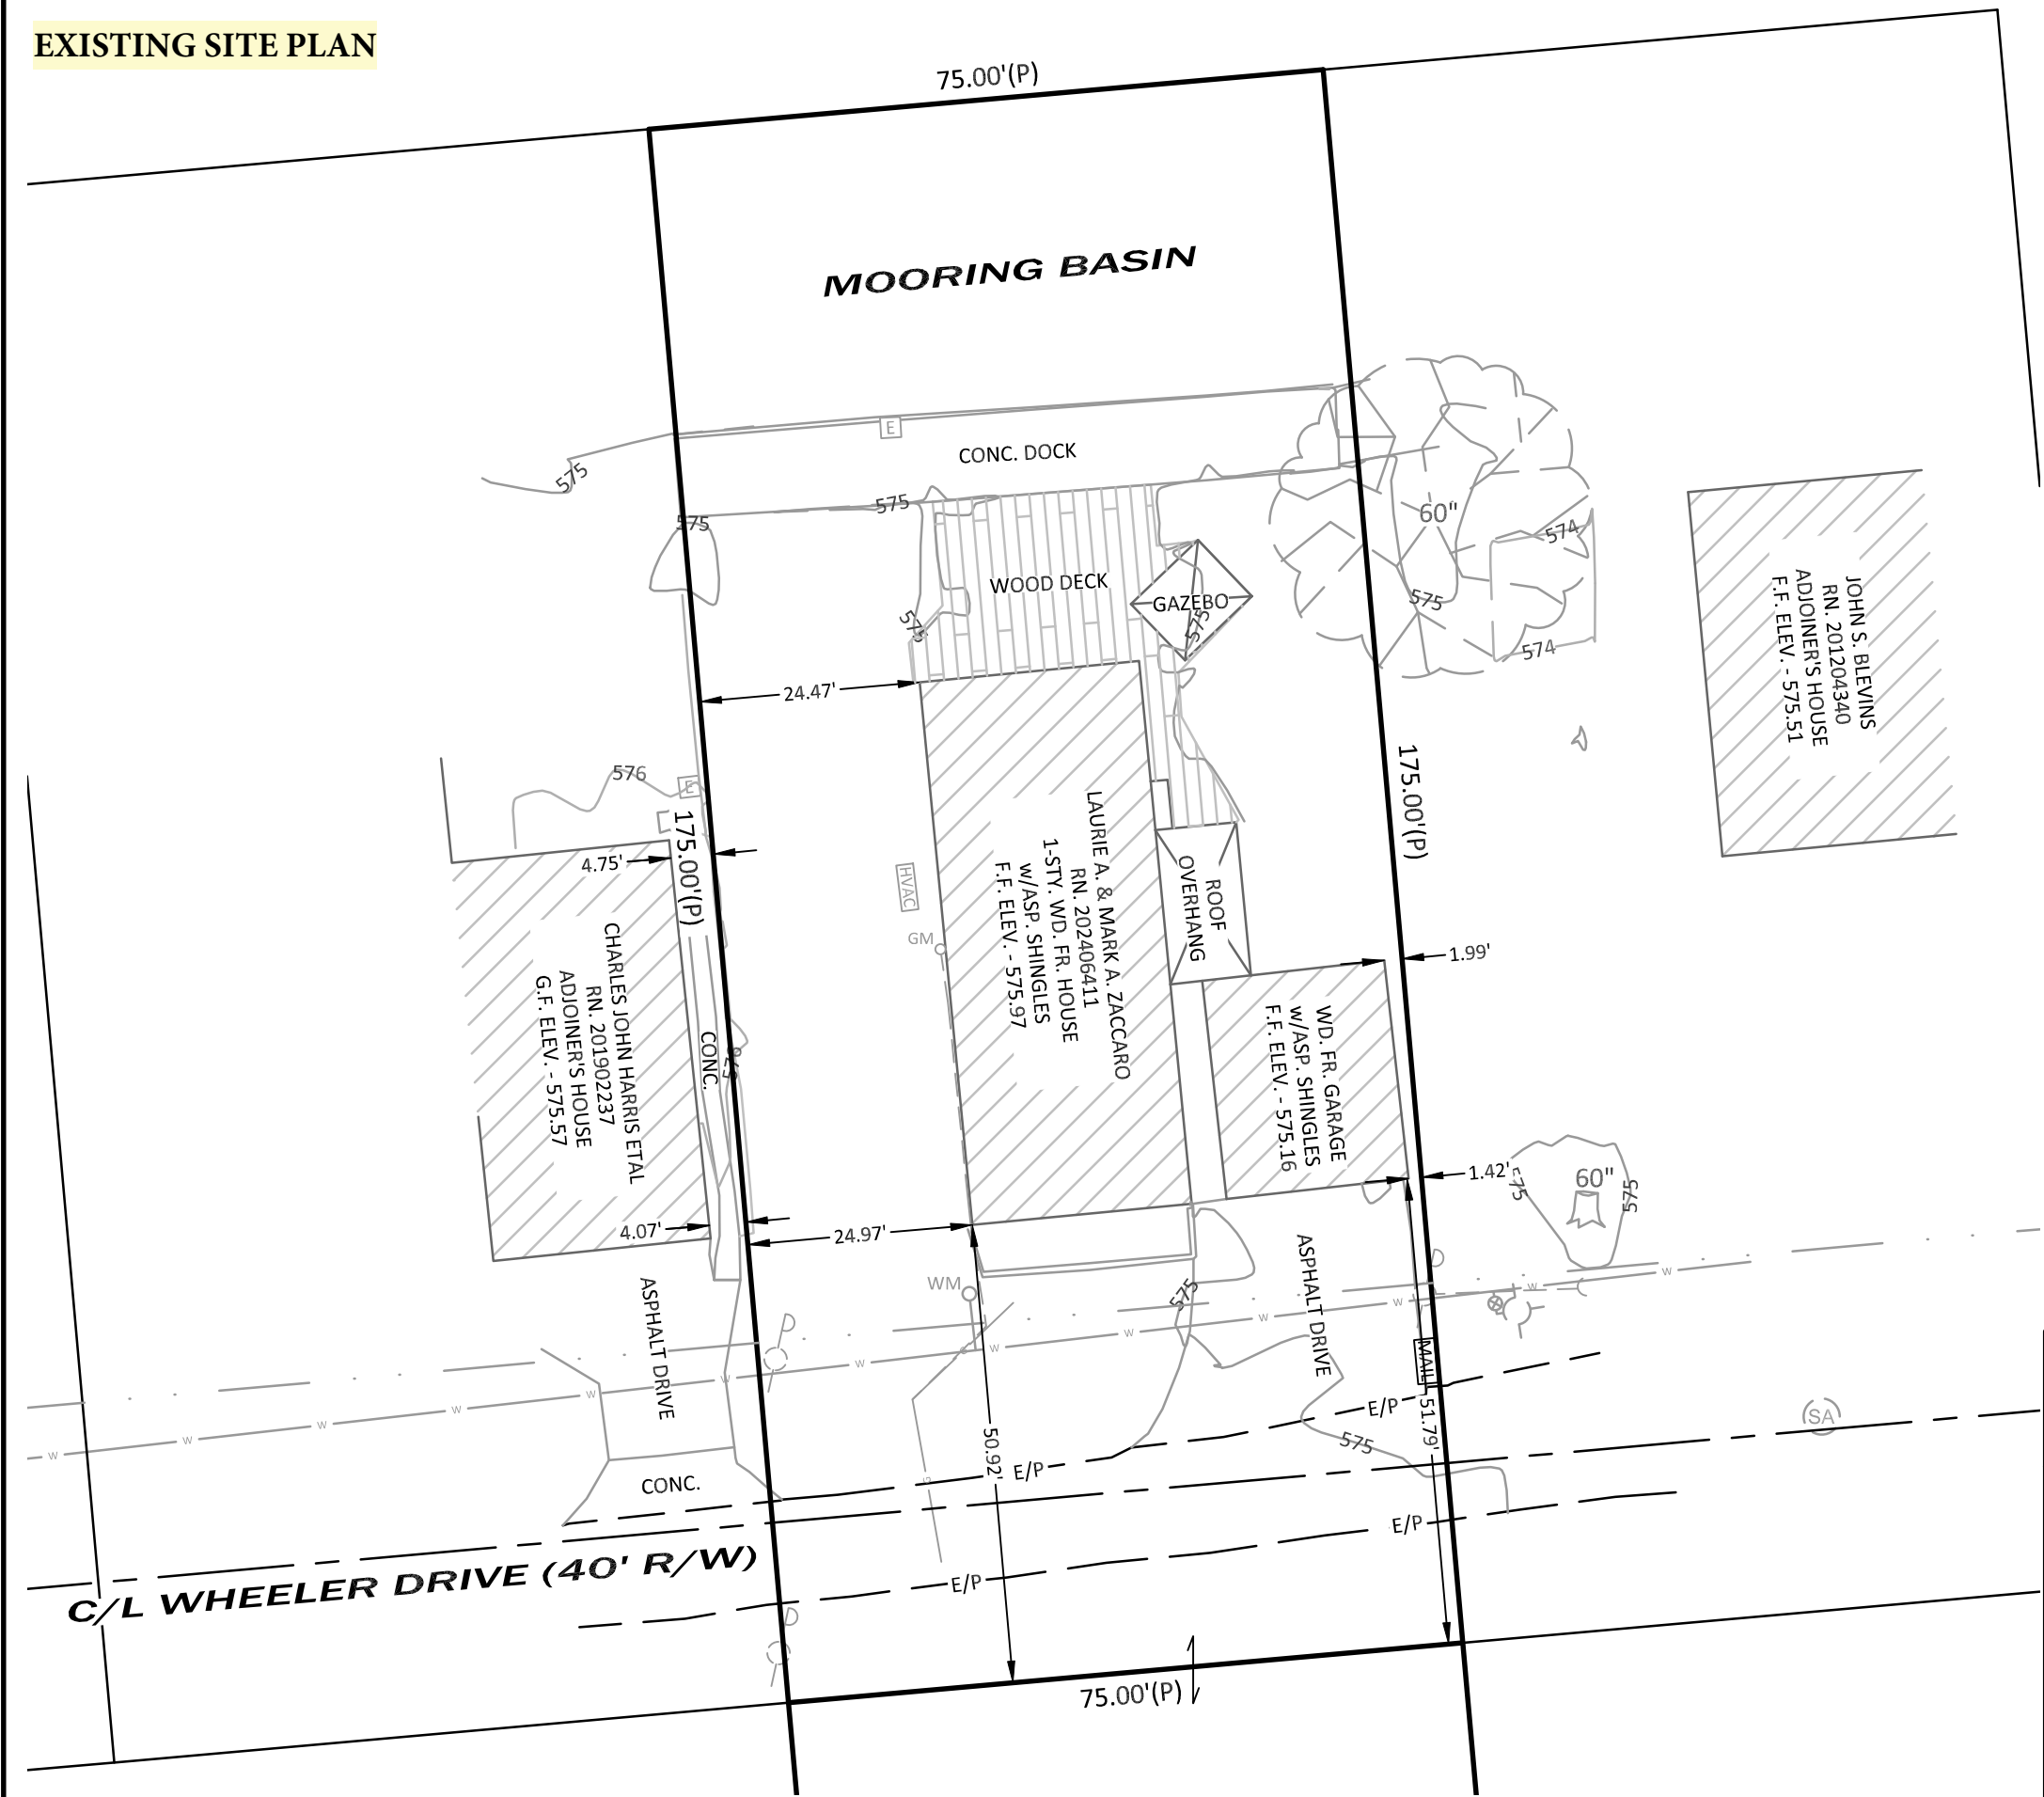 EXISTING SITE PLAN
75.00'(P)
MOORING BASIN
E
CONC. DOCK
575
575
575
60"
574
WOOD DECK
GAZEBO
575
575
575
574
JOHN S. BLEVINS
RN. 201204340
ADJOINER'S HOUSE
F.F. ELEV. - 575.51
24.47'
175.00'(P)
576
E
175.00'(P)
4.75'
HVAC
GM
LAURIE A. & MARK A. ZACCARO
RN. 202406411
1-STY. WD. FR. HOUSE
w/ASP. SHINGLES
F.F. ELEV. - 575.97
ROOF
OVERHANG
1.99'
CHARLES JOHN HARRIS ETAL
RN. 201902237
ADJOINER'S HOUSE
G.F. ELEV. - 575.57
CONC.
WD. FR. GARAGE
w/ASP. SHINGLES
F.F. ELEV. - 575.16
1.42'
575
60"
575
4.07'
24.97'
WM
575
ASPHALT DRIVE
ASPHALT DRIVE
W
W
W
W
W
W
W
W
W
W
W
W
W
MAIL
51.79'
50.92'
E/P
575
SA
E/P
CONC.
E/P
E/P
C/L WHEELER DRIVE (40' R/W)
75.00'(P)